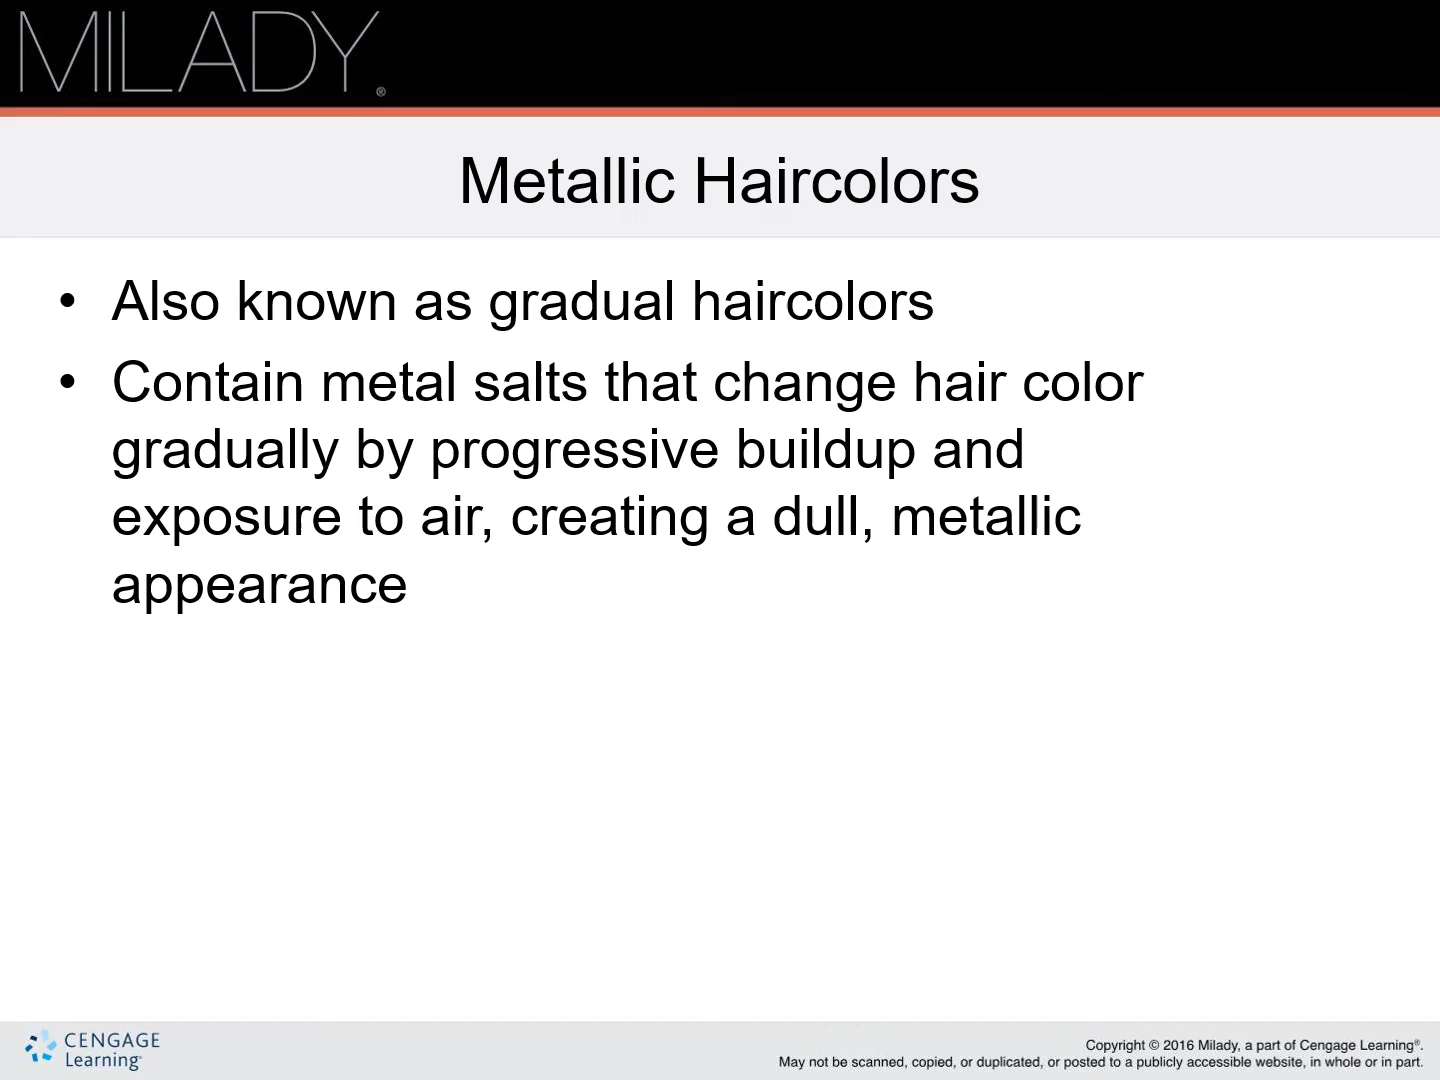 MILADY®
Metallic Haircolors
• Also known as gradual haircolors
• Contain metal salts that change hair color
gradually by progressive buildup and
exposure to air, creating a dull, metallic
appearance
CENGAGE
Learning
Copyright © 2016 Milady, a part of Cengage Learning®.
May not be scanned, copied, or duplicated, or posted to a publicly accessible website, in whole or in part.